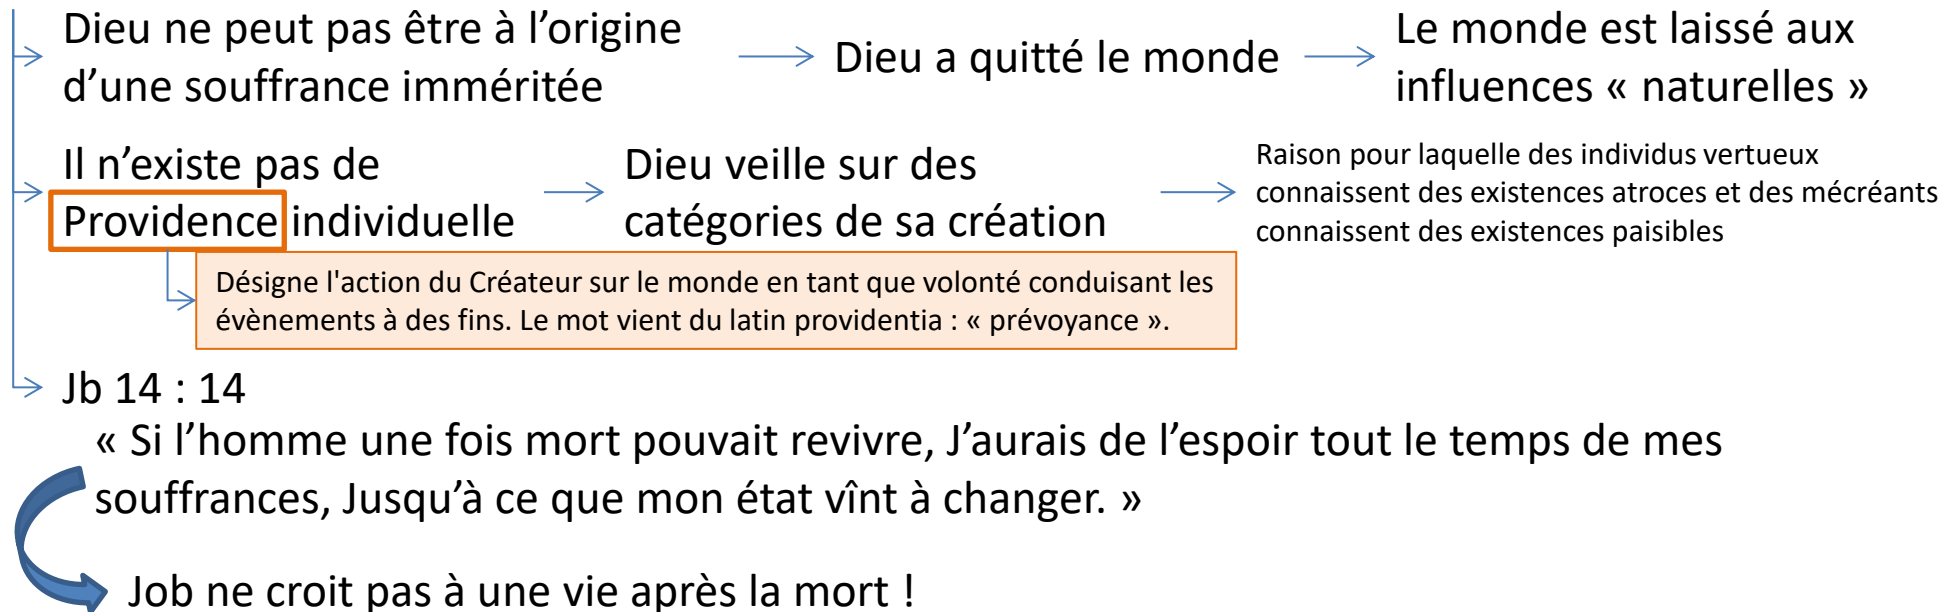 Dieu ne peut pas être à l’origine
d’une souffrance imméritée
Dieu a quitté le monde
Le monde est laissé aux
influences « naturelles »
Il n’existe pas de
Providence individuelle
Dieu veille sur des
catégories de sa création
Raison pour laquelle des individus vertueux
connaissent des existences atroces et des mécréants
connaissent des existences paisibles
Désigne l'action du Créateur sur le monde en tant que volonté conduisant les
évènements à des fins. Le mot vient du latin providentia : « prévoyance ».
Jb 14 : 14
« Si l’homme une fois mort pouvait revivre, J’aurais de l’espoir tout le temps de mes
souffrances, Jusqu’à ce que mon état vînt à changer. »
Job ne croit pas à une vie après la mort !